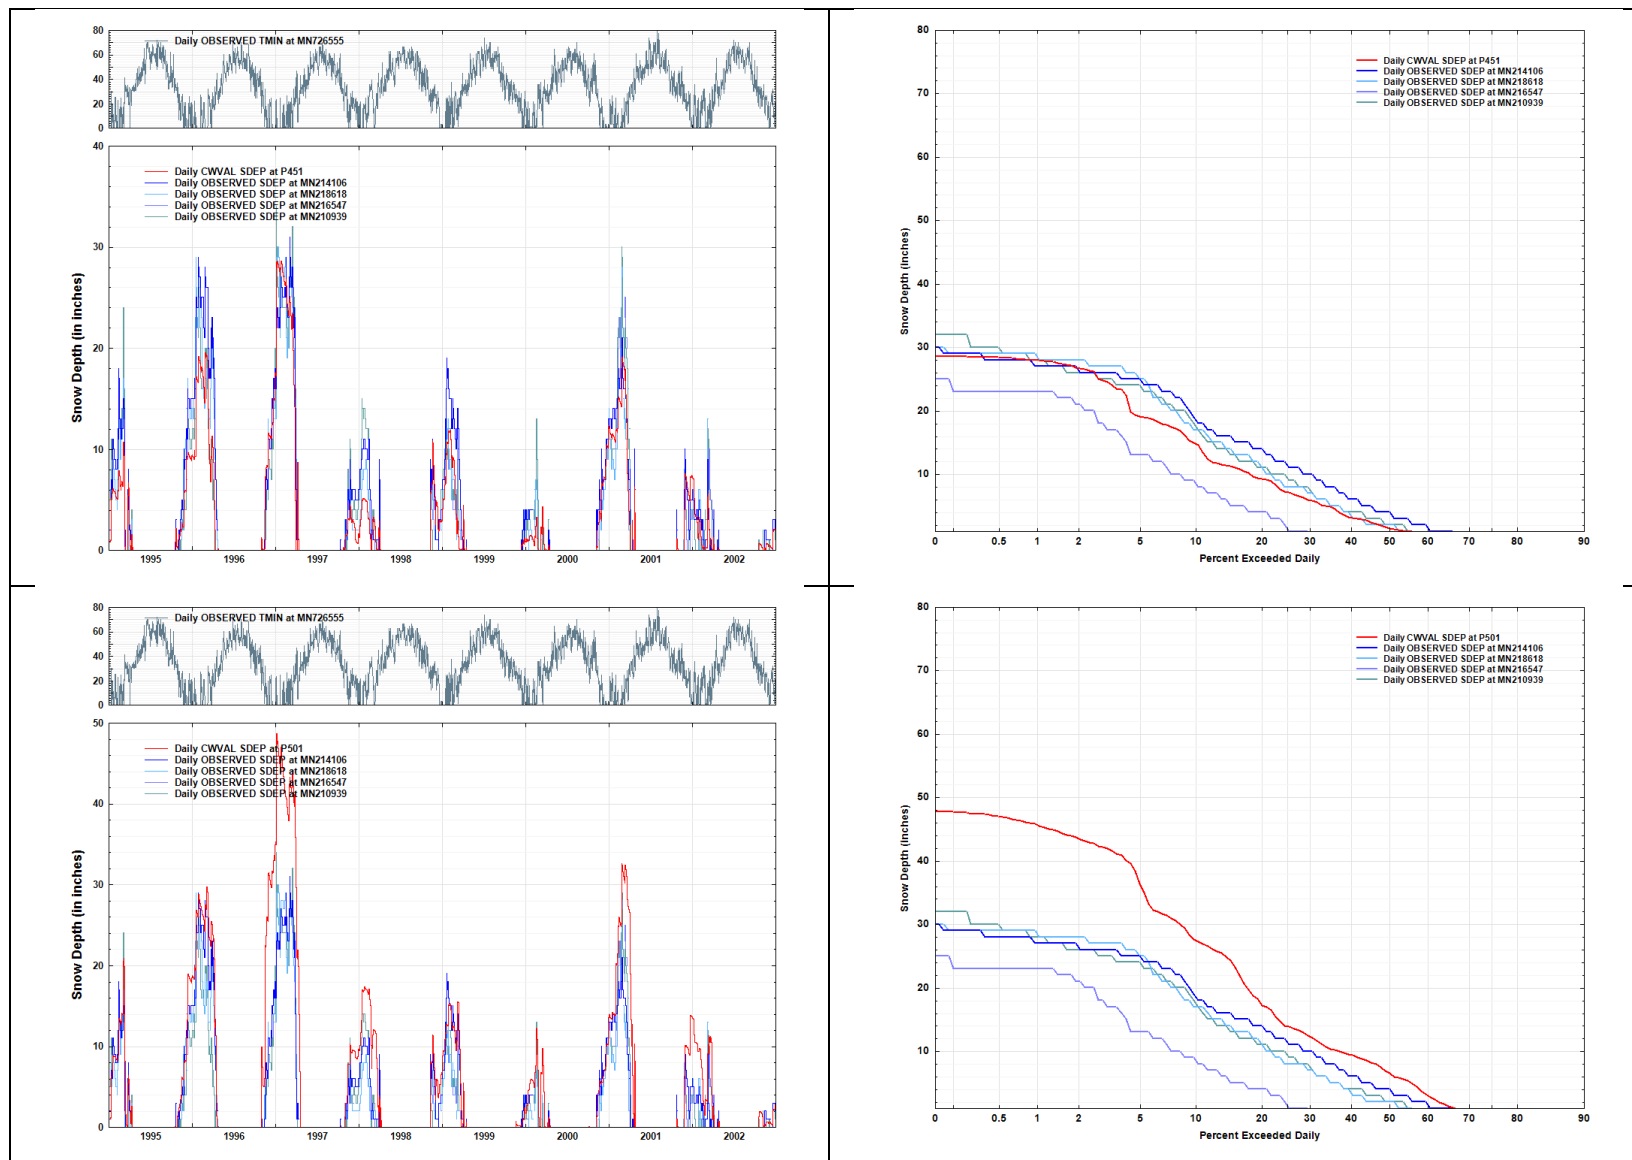 80
60
40
20
0
Daily OBSERVED TMIN at MN726555
40
30
20
10
0
Snow Depth (in inches)
Daily CWVAL SDEP at P451
Daily OBSERVED SDEP at MN214106
Daily OBSERVED SDEP at MN218618
Daily OBSERVED SDEP at MN216547
Daily OBSERVED SDEP at MN210939
1995 1996 1997 1998 1999 2000 2001 2002
80
70
60
50
40
30
20
10
Snow Depth (Inches)
Daily CWVAL SDEP at P451
Daily OBSERVED SDEP at MN214106
Daily OBSERVED SDEP at MN218618
Daily OBSERVED SDEP at MN216547
Daily OBSERVED SDEP at MN210939
0 0.5 1 2 5 10 20 30 40 50 60 70 80 90
Percent Exceeded Daily
80
60
40
20
0
Daily OBSERVED TMIN at MN726555
50
40
30
20
10
0
Snow Depth (in inches)
Daily CWVAL SDEP at P501
Daily OBSERVED SDEP at MN214106
Daily OBSERVED SDEP at MN218618
Daily OBSERVED SDEP at MN216547
Daily OBSERVED SDEP at MN210939
1995 1996 1997 1998 1999 2000 2001 2002
80
70
60
50
40
30
20
10
Snow Depth (Inches)
Daily CWVAL SDEP at P501
Daily OBSERVED SDEP at MN214106
Daily OBSERVED SDEP at MN218618
Daily OBSERVED SDEP at MN216547
Daily OBSERVED SDEP at MN210939
0 0.5 1 2 5 10 20 30 40 50 60 70 80 90
Percent Exceeded Daily